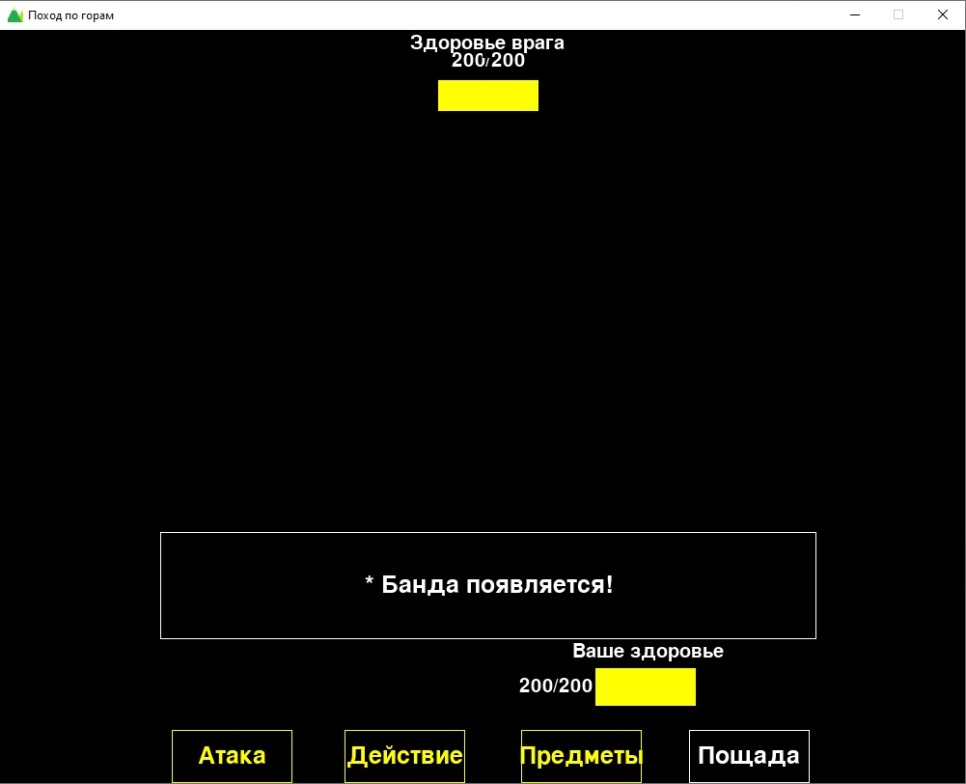 Поход по горам
Здоровье врага
200/200
* Банда появляется!
Ваше здоровье
200/200
Атака Действие Предметы Пощада